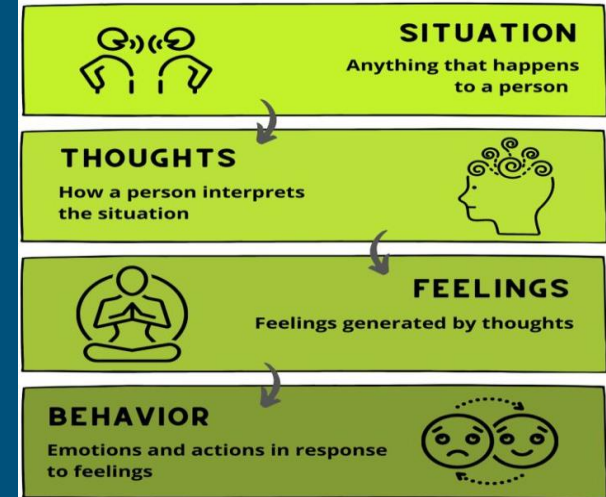 SITUATION
Anything that happens
to a person
THOUGHTS
How a person interprets
the situation
FEELINGS
Feelings generated by thoughts
BEHAVIOR
Emotions and actions in response
to feelings